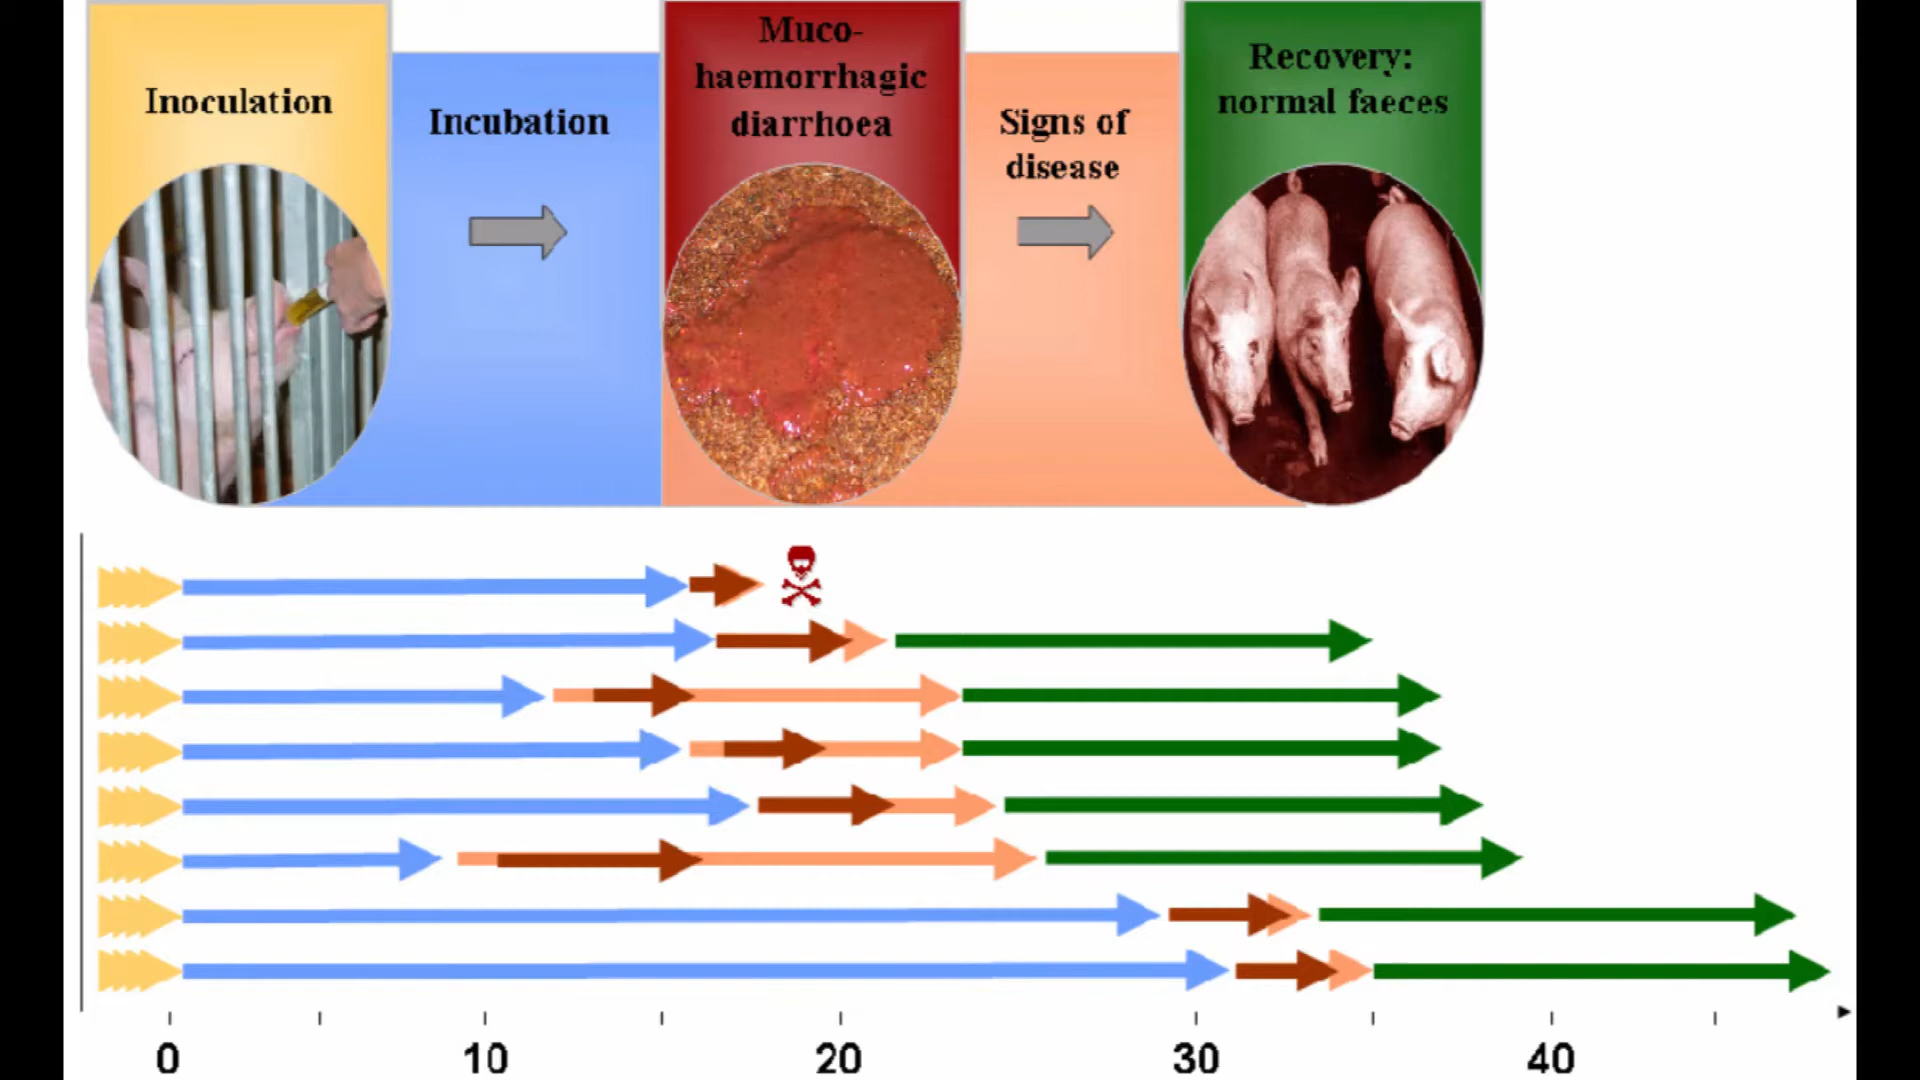 Inoculation
Incubation
Muco-
haemorrhagic
diarrhoea
Signs of
disease
Recovery:
normal faeces
0
10
20
30
40